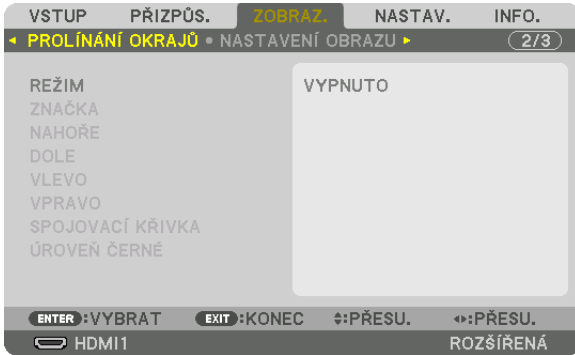 VSTUP PŘIZPŮS. ZOBRAZ. NASTAV. INFO.
PROLÍNÁNÍ OKRAJŮ NASTAVENÍ OBRAZU 2/3
REŽIM VYPNUTO
ZNAČKA
NAHOŘE
DOLE
VLEVO
VPRAVO
SPOJOVACÍ KŘIVKA
ÚROVEŇ ČERNÉ
ENTER :VYBRAT EXIT :KONEC :PŘESU. :PŘESU.
HDMI1 ROZŠÍŘENÁ